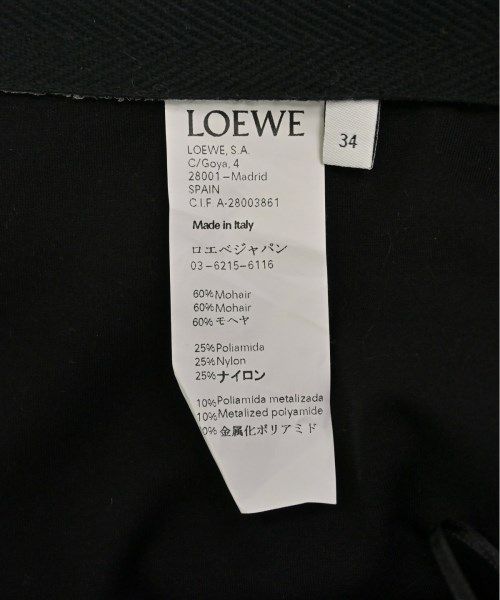 LOEWE
LOEWE, S.A.
C/Goya, 4
28001-Madrid
SPAIN
C.I.F. A-28003861
Made in Italy
ロエベジャパン
03-6215-6116
60% Mohair
60% Mohair
60% モヘヤ
25% Poliamida
25% Nylon
25% ナイロン
10% Poliamida metalizada
10% Metalized polyamide
0% 金属化ポリアミド
34